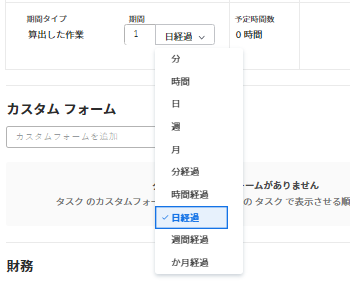 期間タイプ 期間 予定時間数
算出した作業 1 日経過 0 時間
分
時間
日
週
月
分経過
時間経過
日経過
週間経過
か月経過
カスタム フォーム
カスタムフォームを追加
ームがありません
タスク のカスタムフォー の タスク で表示させる順
財務